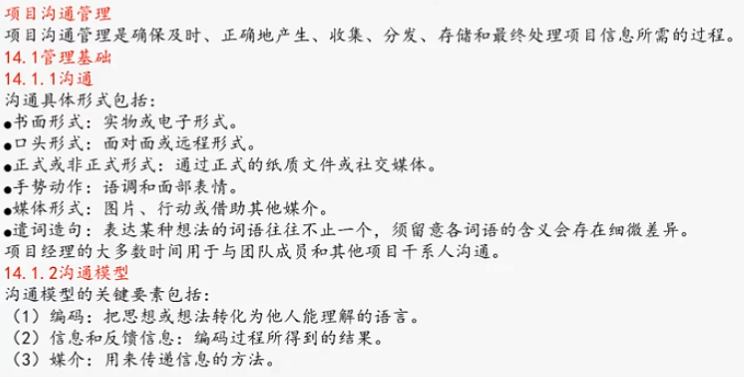 项目沟通管理
项目沟通管理是确保及时、正确地产生、收集、分发、存储和最终处理项目信息所需的过程。
14.1管理基础
14.1.1沟通
沟通具体形式包括：
●书面形式：实物或电子形式。
●口头形式：面对面或远程形式。
●正式或非正式形式：通过正式的纸质文件或社交媒体。
●手势动作：语调和面部表情。
●媒体形式：图片、行动或借助其他媒介。
●遣词造句：表达某种想法的词语往往不止一个，须留意各词语的含义会存在细微差异。
项目经理的大多数时间用于与团队成员和其他项目干系人沟通。
14.1.2沟通模型
沟通模型的关键要素包括：
（1）编码：把思想或想法转化为他人能理解的语言。
（2）信息和反馈信息：编码过程所得到的结果。
（3）媒介：用来传递信息的方法。